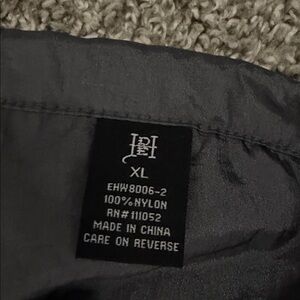 XL
EHW8006-2
100% NYLON
RN#111052
MADE IN CHINA
CARE ON REVERSE